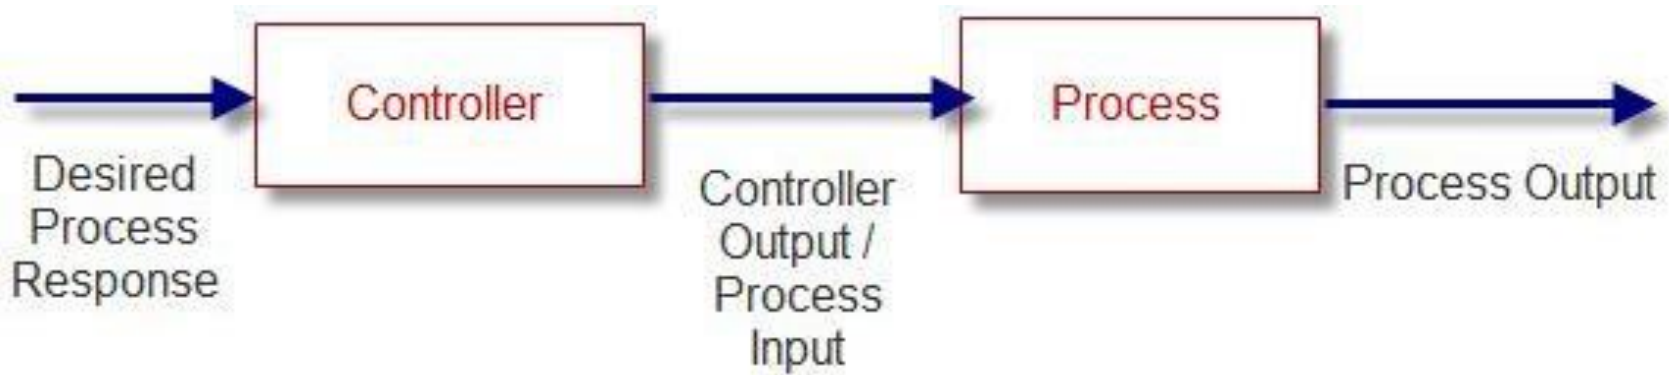 Desired
Process
Response
Controller
Controller
Output /
Process
Input
Process
Process Output